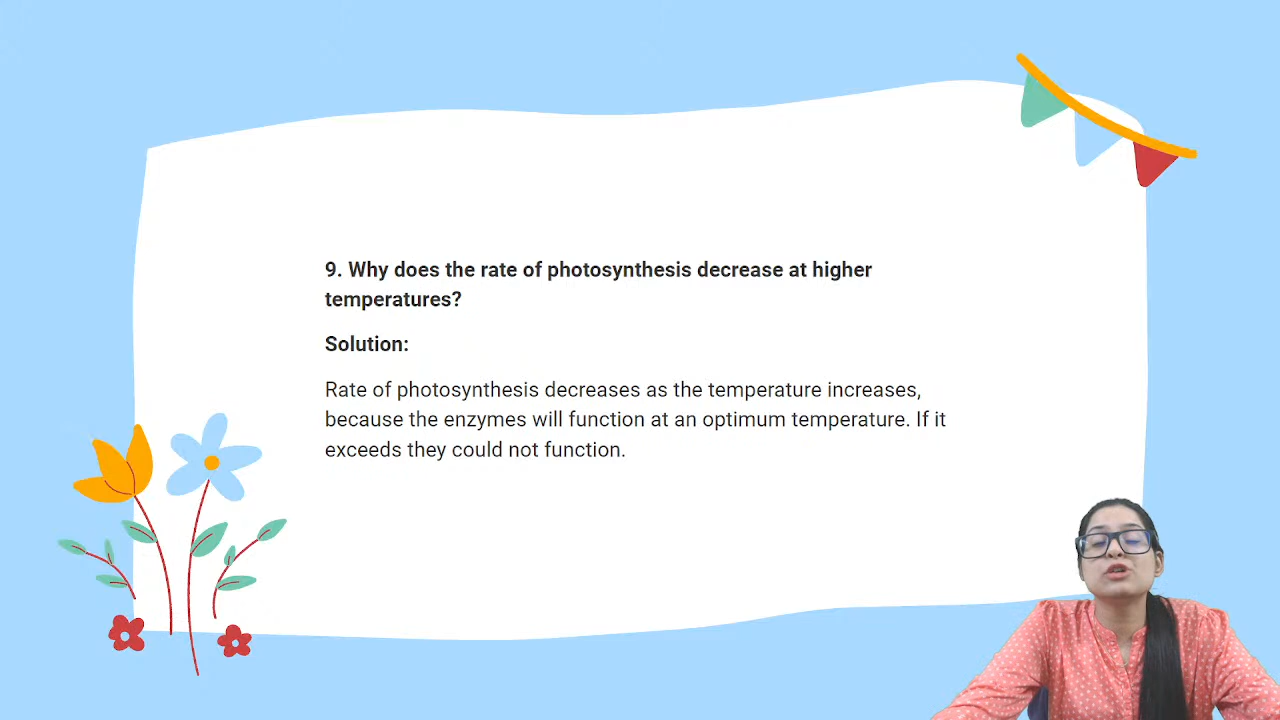 9. Why does the rate of photosynthesis decrease at higher
temperatures?
Solution:
Rate of photosynthesis decreases as the temperature increases,
because the enzymes will function at an optimum temperature. If it
exceeds they could not function.